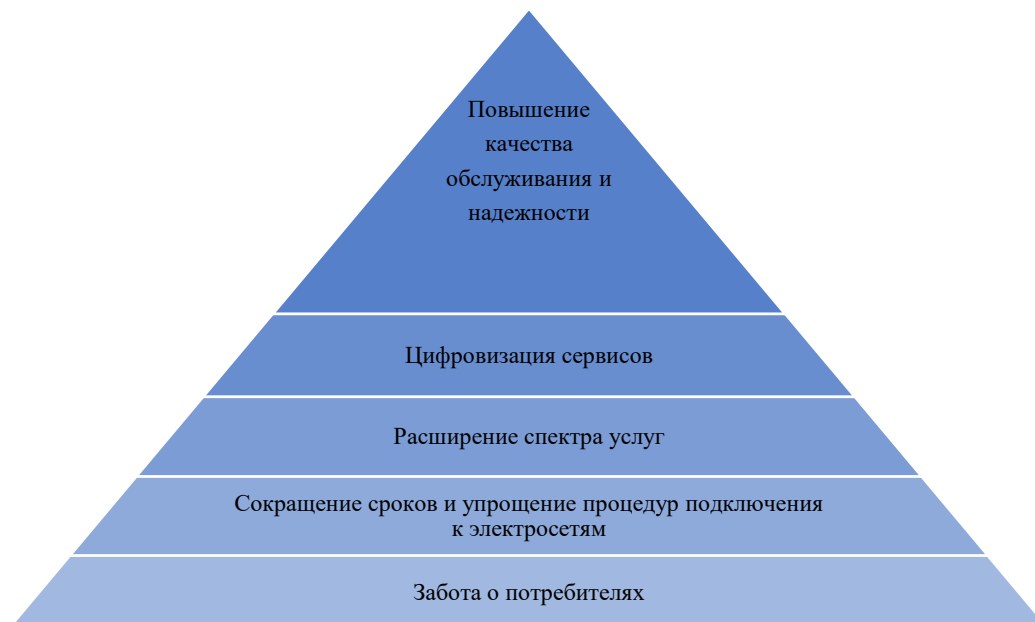 Повышение
качества
обслуживания и
надежности
Цифровизация сервисов
Расширение спектра услуг
Сокращение сроков и упрощение процедур подключения
к электросетям
Забота о потребителях